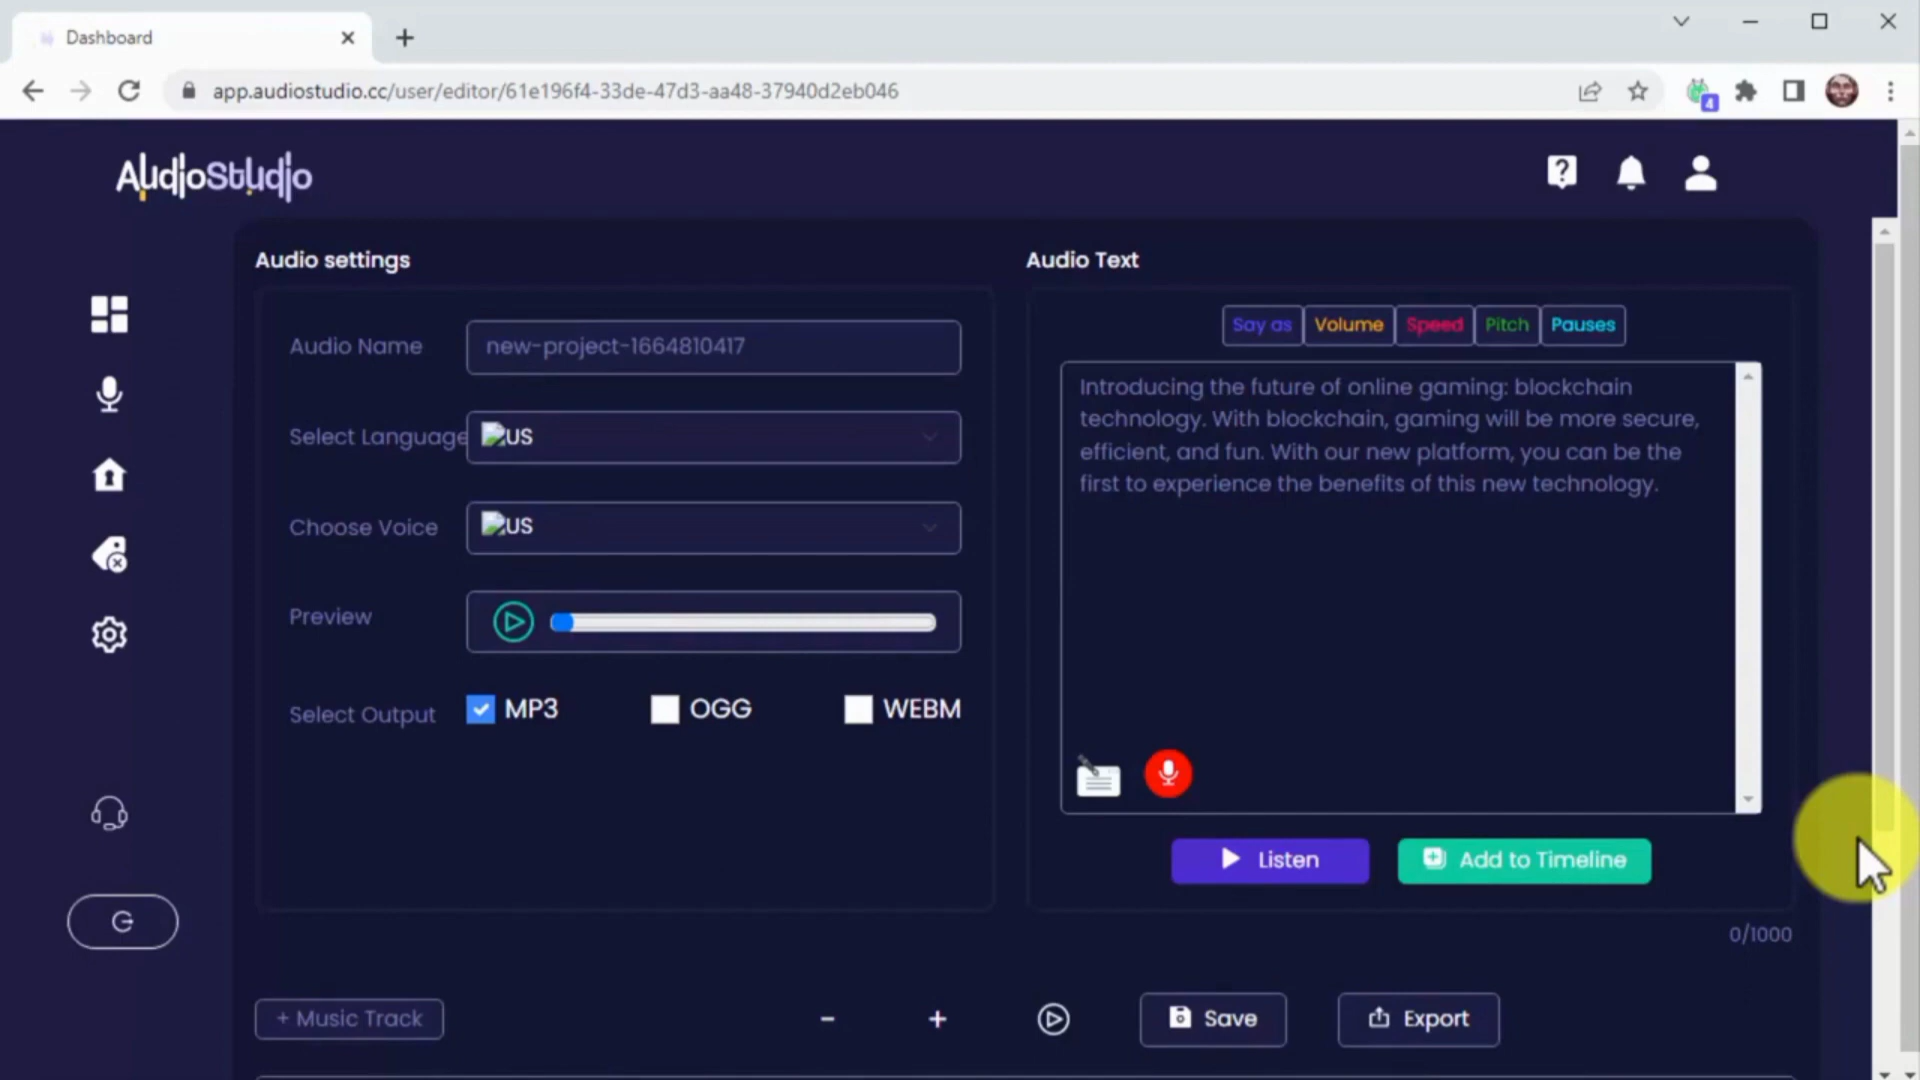 Dashboard
app.audiostudio.cc/user/editor/61e196f4-33de-47d3-aa48-37940d2eb046
4
AudioStudio
Audio settings
Audio Text
Audio Name
new-project-1664810417
Say as
Volume
Speed
Pitch
Pauses
Introducing the future of online gaming: blockchain
technology. With blockchain, gaming will be more secure,
efficient, and fun. With our new platform, you can be the
first to experience the benefits of this new technology.
Select Language
US
Choose Voice
US
Preview
Select Output
MP3
OGG
WEBM
Listen
Add to Timeline
0/1000
+ Music Track
Save
Export